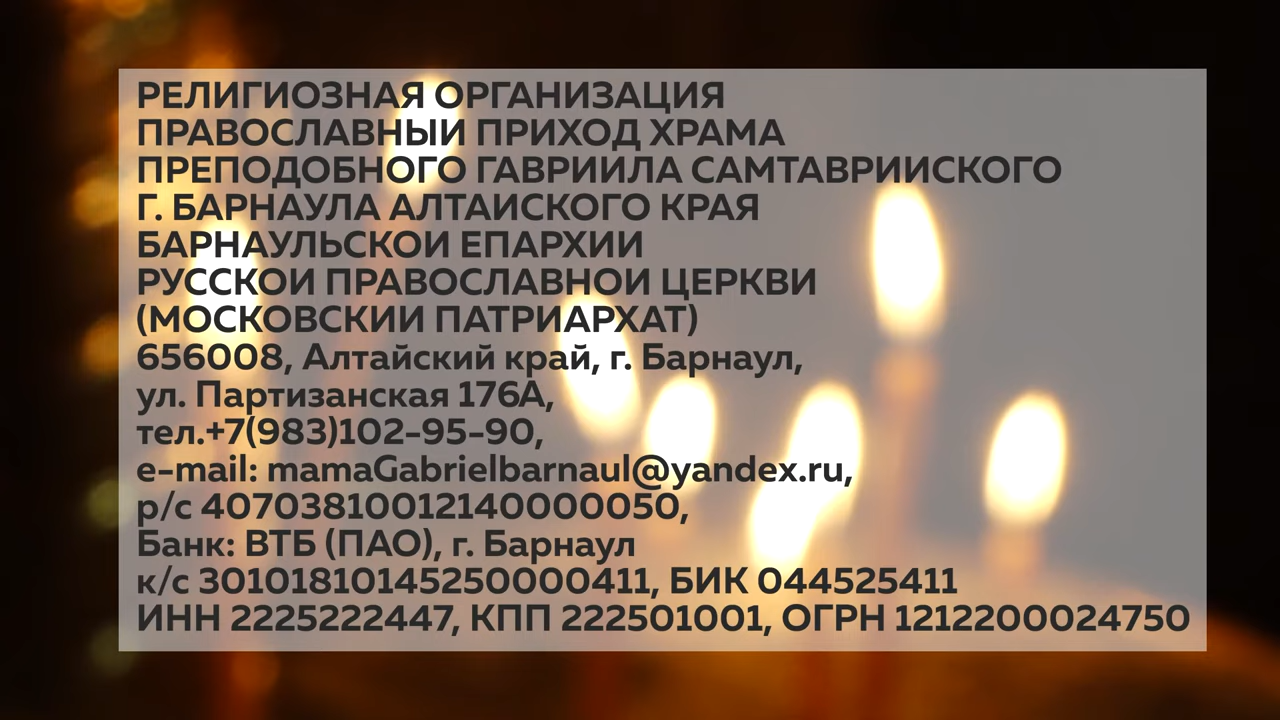 РЕЛИГИОЗНАЯ ОРГАНИЗАЦИЯ
ПРАВОСЛАВНЫИ ПРИХОД ХРАМА
ПРЕПОДОБНОГО ГАВРИИЛА САМТАВРИИСКОГО
Г. БАРНАУЛА АЛТАИСКОГО КРАЯ
БАРНАУЛЬСКОИ ЕПАРХИИ
РУССКОИ ПРАВОСЛАВНОИ ЦЕРКВИ
(МОСКОВСКИИ ПАТРИАРХАТ)
656008, Алтайский край, г. Барнаул,
ул. Партизанская 176А,
тел.+7(983)102-95-90,
e-mail: mamaGabrielbarnaul@yandex.ru,
р/с 40703810012140000050,
Банк: ВТБ (ПАО), г. Барнаул
к/с 30101810145250000411, БИК 044525411
ИНН 2225222447, КПП 222501001, ОГРН 1212200024750